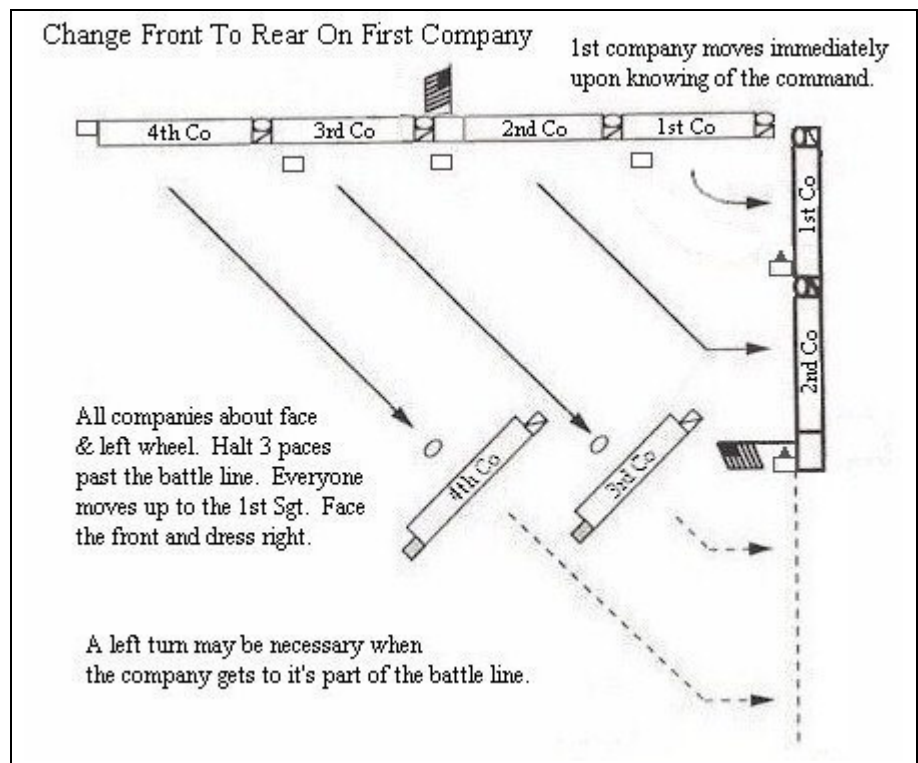 Change Front To Rear On First Company
1st company moves immediately
upon knowing of the command.
4th Co
3rd Co
2nd Co
1st Co
1st Co
2nd Co
All companies about face
& left wheel. Halt 3 paces
past the battle line. Everyone
moves up to the 1st Sgt. Face
the front and dress right.
4th Co
3rd Co
A left turn may be necessary when
the company gets to it's part of the battle line.